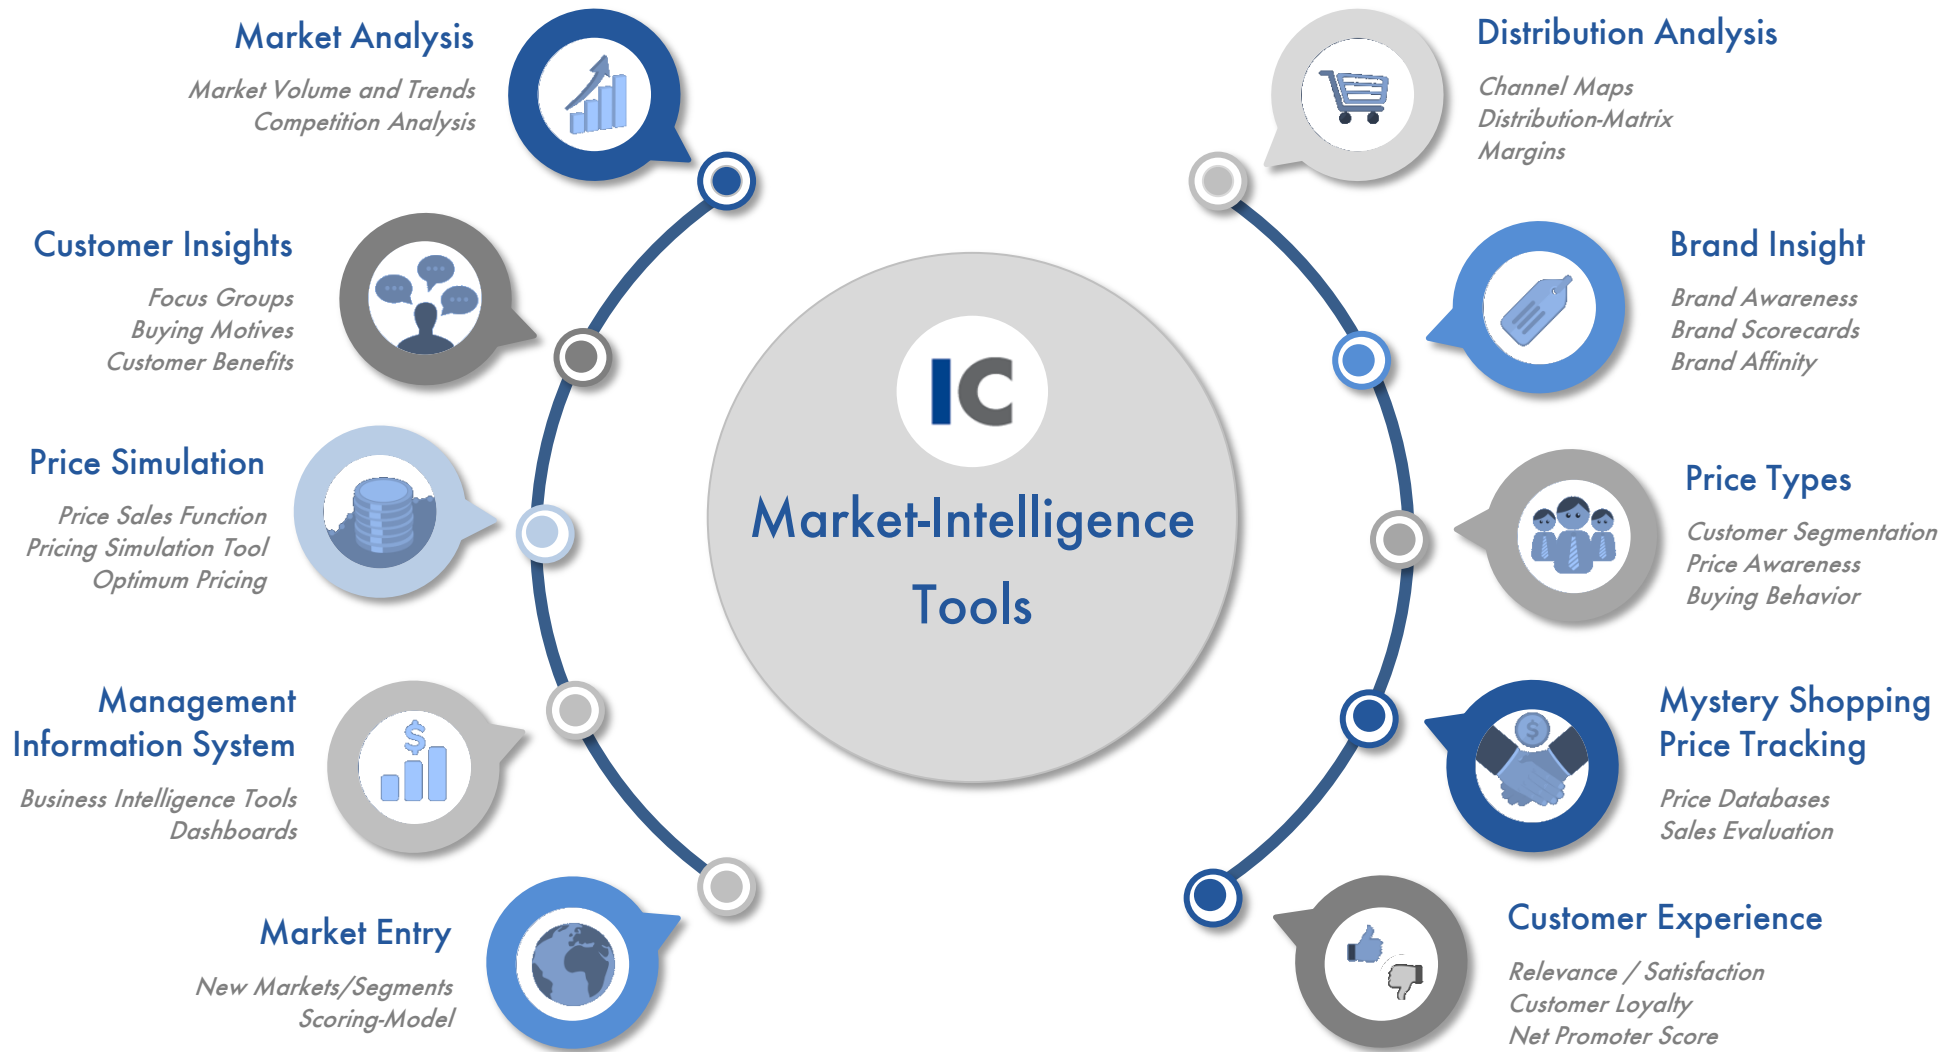 Market Analysis
Market Volume and Trends
Competition Analysis
Customer Insights
Focus Groups
Buying Motives
Customer Benefits
Price Simulation
Price Sales Function
Pricing Simulation Tool
Optimum Pricing
Management
Information System
Business Intelligence Tools
Dashboards
Market Entry
New Markets/Segments
Scoring-Model
IC
Market-Intelligence
Tools
Distribution Analysis
Channel Maps
Distribution-Matrix
Margins
Brand Insight
Brand Awareness
Brand Scorecards
Brand Affinity
Price Types
Customer Segmentation
Price Awareness
Buying Behavior
Mystery Shopping
Price Tracking
Price Databases
Sales Evaluation
Customer Experience
Relevance / Satisfaction
Customer Loyalty
Net Promoter Score
$
$